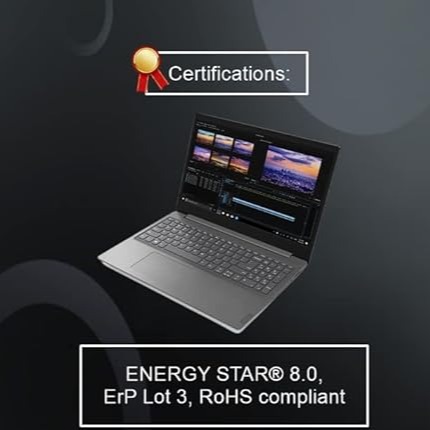 Certifications:
ENERGY STAR® 8.0,
ErP Lot 3, RoHS compliant